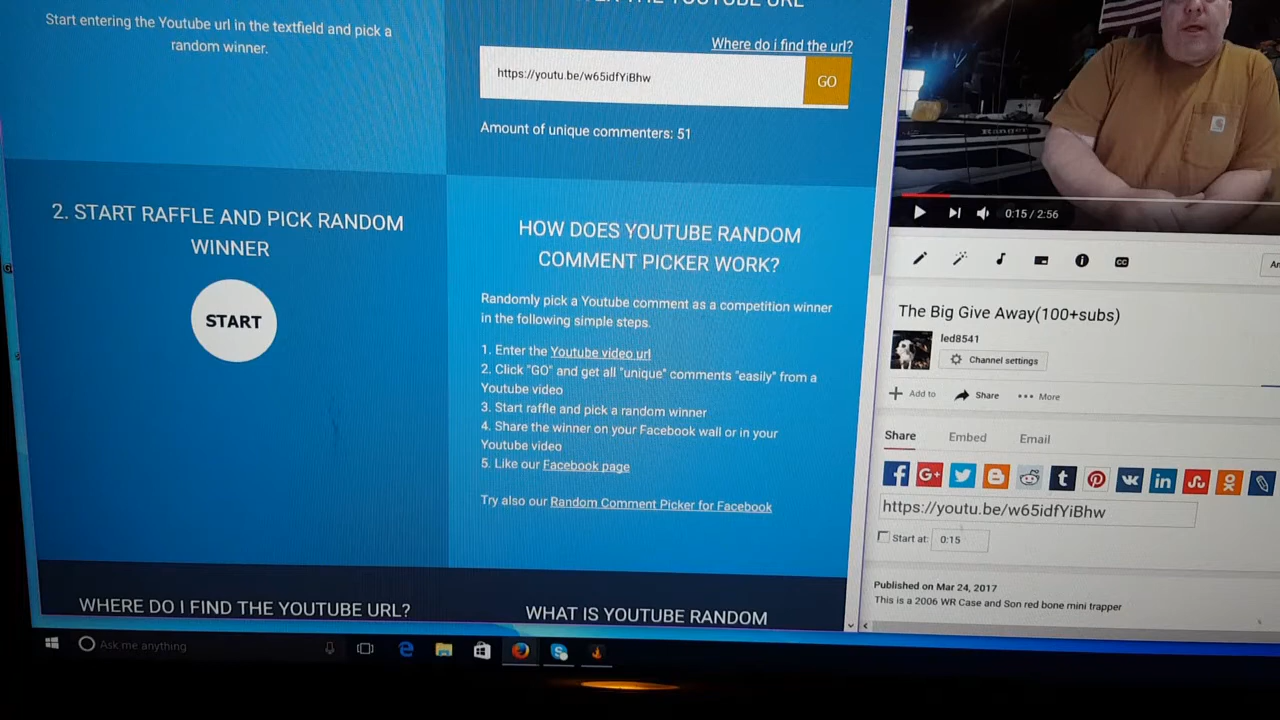 Start entering the Youtube url in the textfield and pick a
random winner.
Where do i find the url?
https://youtu.be/w65idfYiBhw
GO
Amount of unique commenters: 51
2. START RAFFLE AND PICK RANDOM
WINNER
START
HOW DOES YOUTUBE RANDOM
COMMENT PICKER WORK?
Randomly pick a Youtube comment as a competition winner
in the following simple steps.
1. Enter the Youtube video url
2. Click "GO" and get all "unique" comments "easily" from a
Youtube video
3. Start raffle and pick a random winner
4. Share the winner on your Facebook wall or in your
Youtube video
5. Like our Facebook page
Try also our Random Comment Picker for Facebook
WHERE DO I FIND THE YOUTUBE URL?
WHAT IS YOUTUBE RANDOM
Ranger
0:15 / 2:56
CC
The Big Give Away(100+subs)
led8541
Channel settings
Add to
Share
More
Share
Embed
Email
https://youtu.be/w65idfYiBhw
Start at:
0:15
Published on Mar 24, 2017
This is a 2006 WR Case and Son red bone mini trapper
Ask me anything